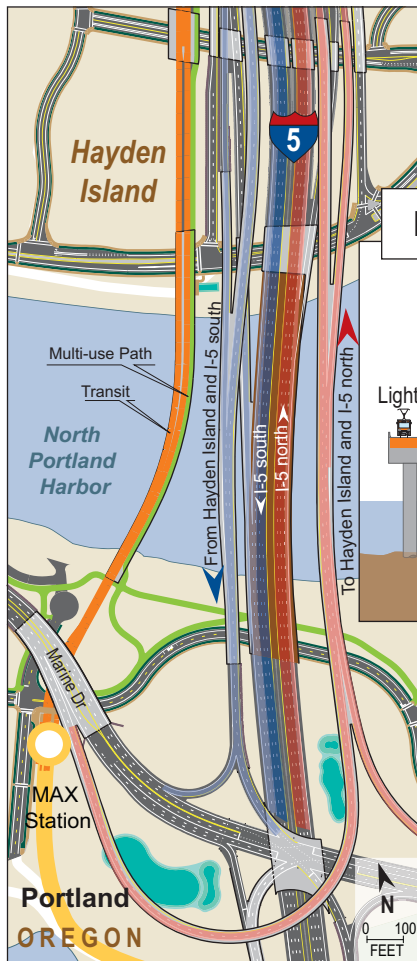 5
Hayden
Island
Multi-use Path
Transit
North
Portland
Harbor
From Hayden Island and I-5 south
I-5 south
I-5 north
To Hayden Island and I-5 north
Light
Marine Dr
MAX
Station
Portland
OREGON
N
0 100
FEET